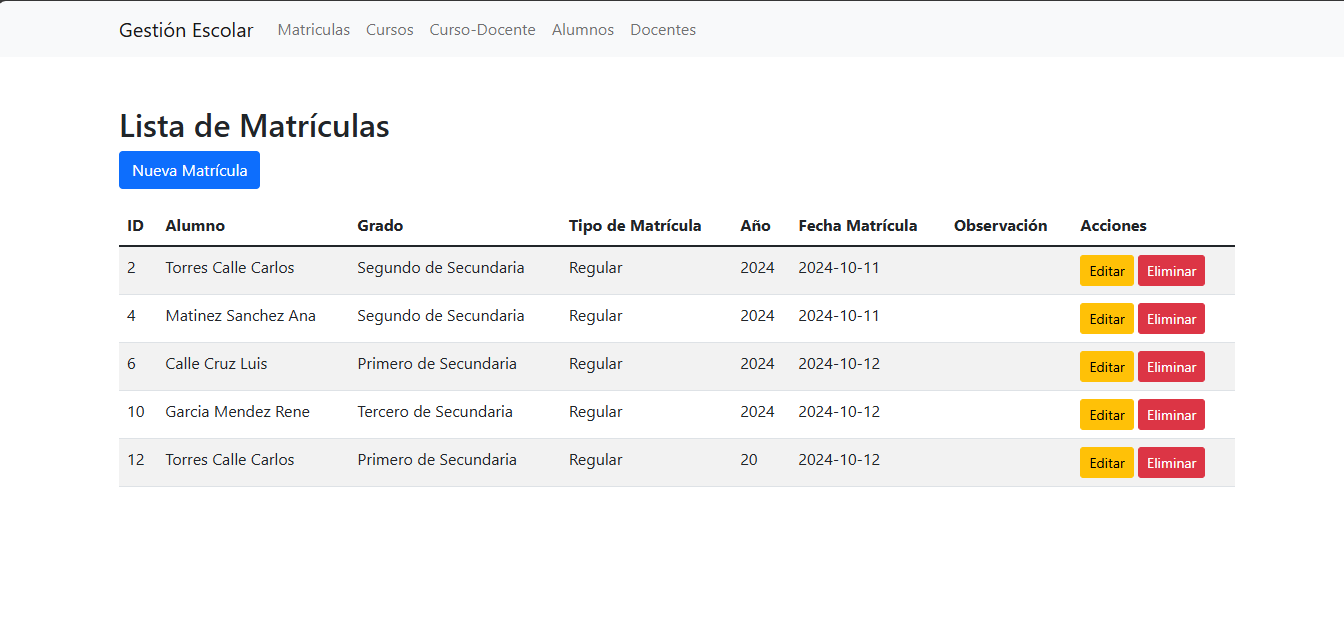 Gestión Escolar Matriculas Cursos Curso-Docente Alumnos Docentes
Lista de Matrículas
Nueva Matrícula
ID Alumno Grado Tipo de Matrícula Año Fecha Matrícula Observación Acciones
2 Torres Calle Carlos Segundo de Secundaria Regular 2024 2024-10-11 Editar Eliminar
4 Matinez Sanchez Ana Segundo de Secundaria Regular 2024 2024-10-11 Editar Eliminar
6 Calle Cruz Luis Primero de Secundaria Regular 2024 2024-10-12 Editar Eliminar
10 Garcia Mendez Rene Tercero de Secundaria Regular 2024 2024-10-12 Editar Eliminar
12 Torres Calle Carlos Primero de Secundaria Regular 20 2024-10-12 Editar Eliminar